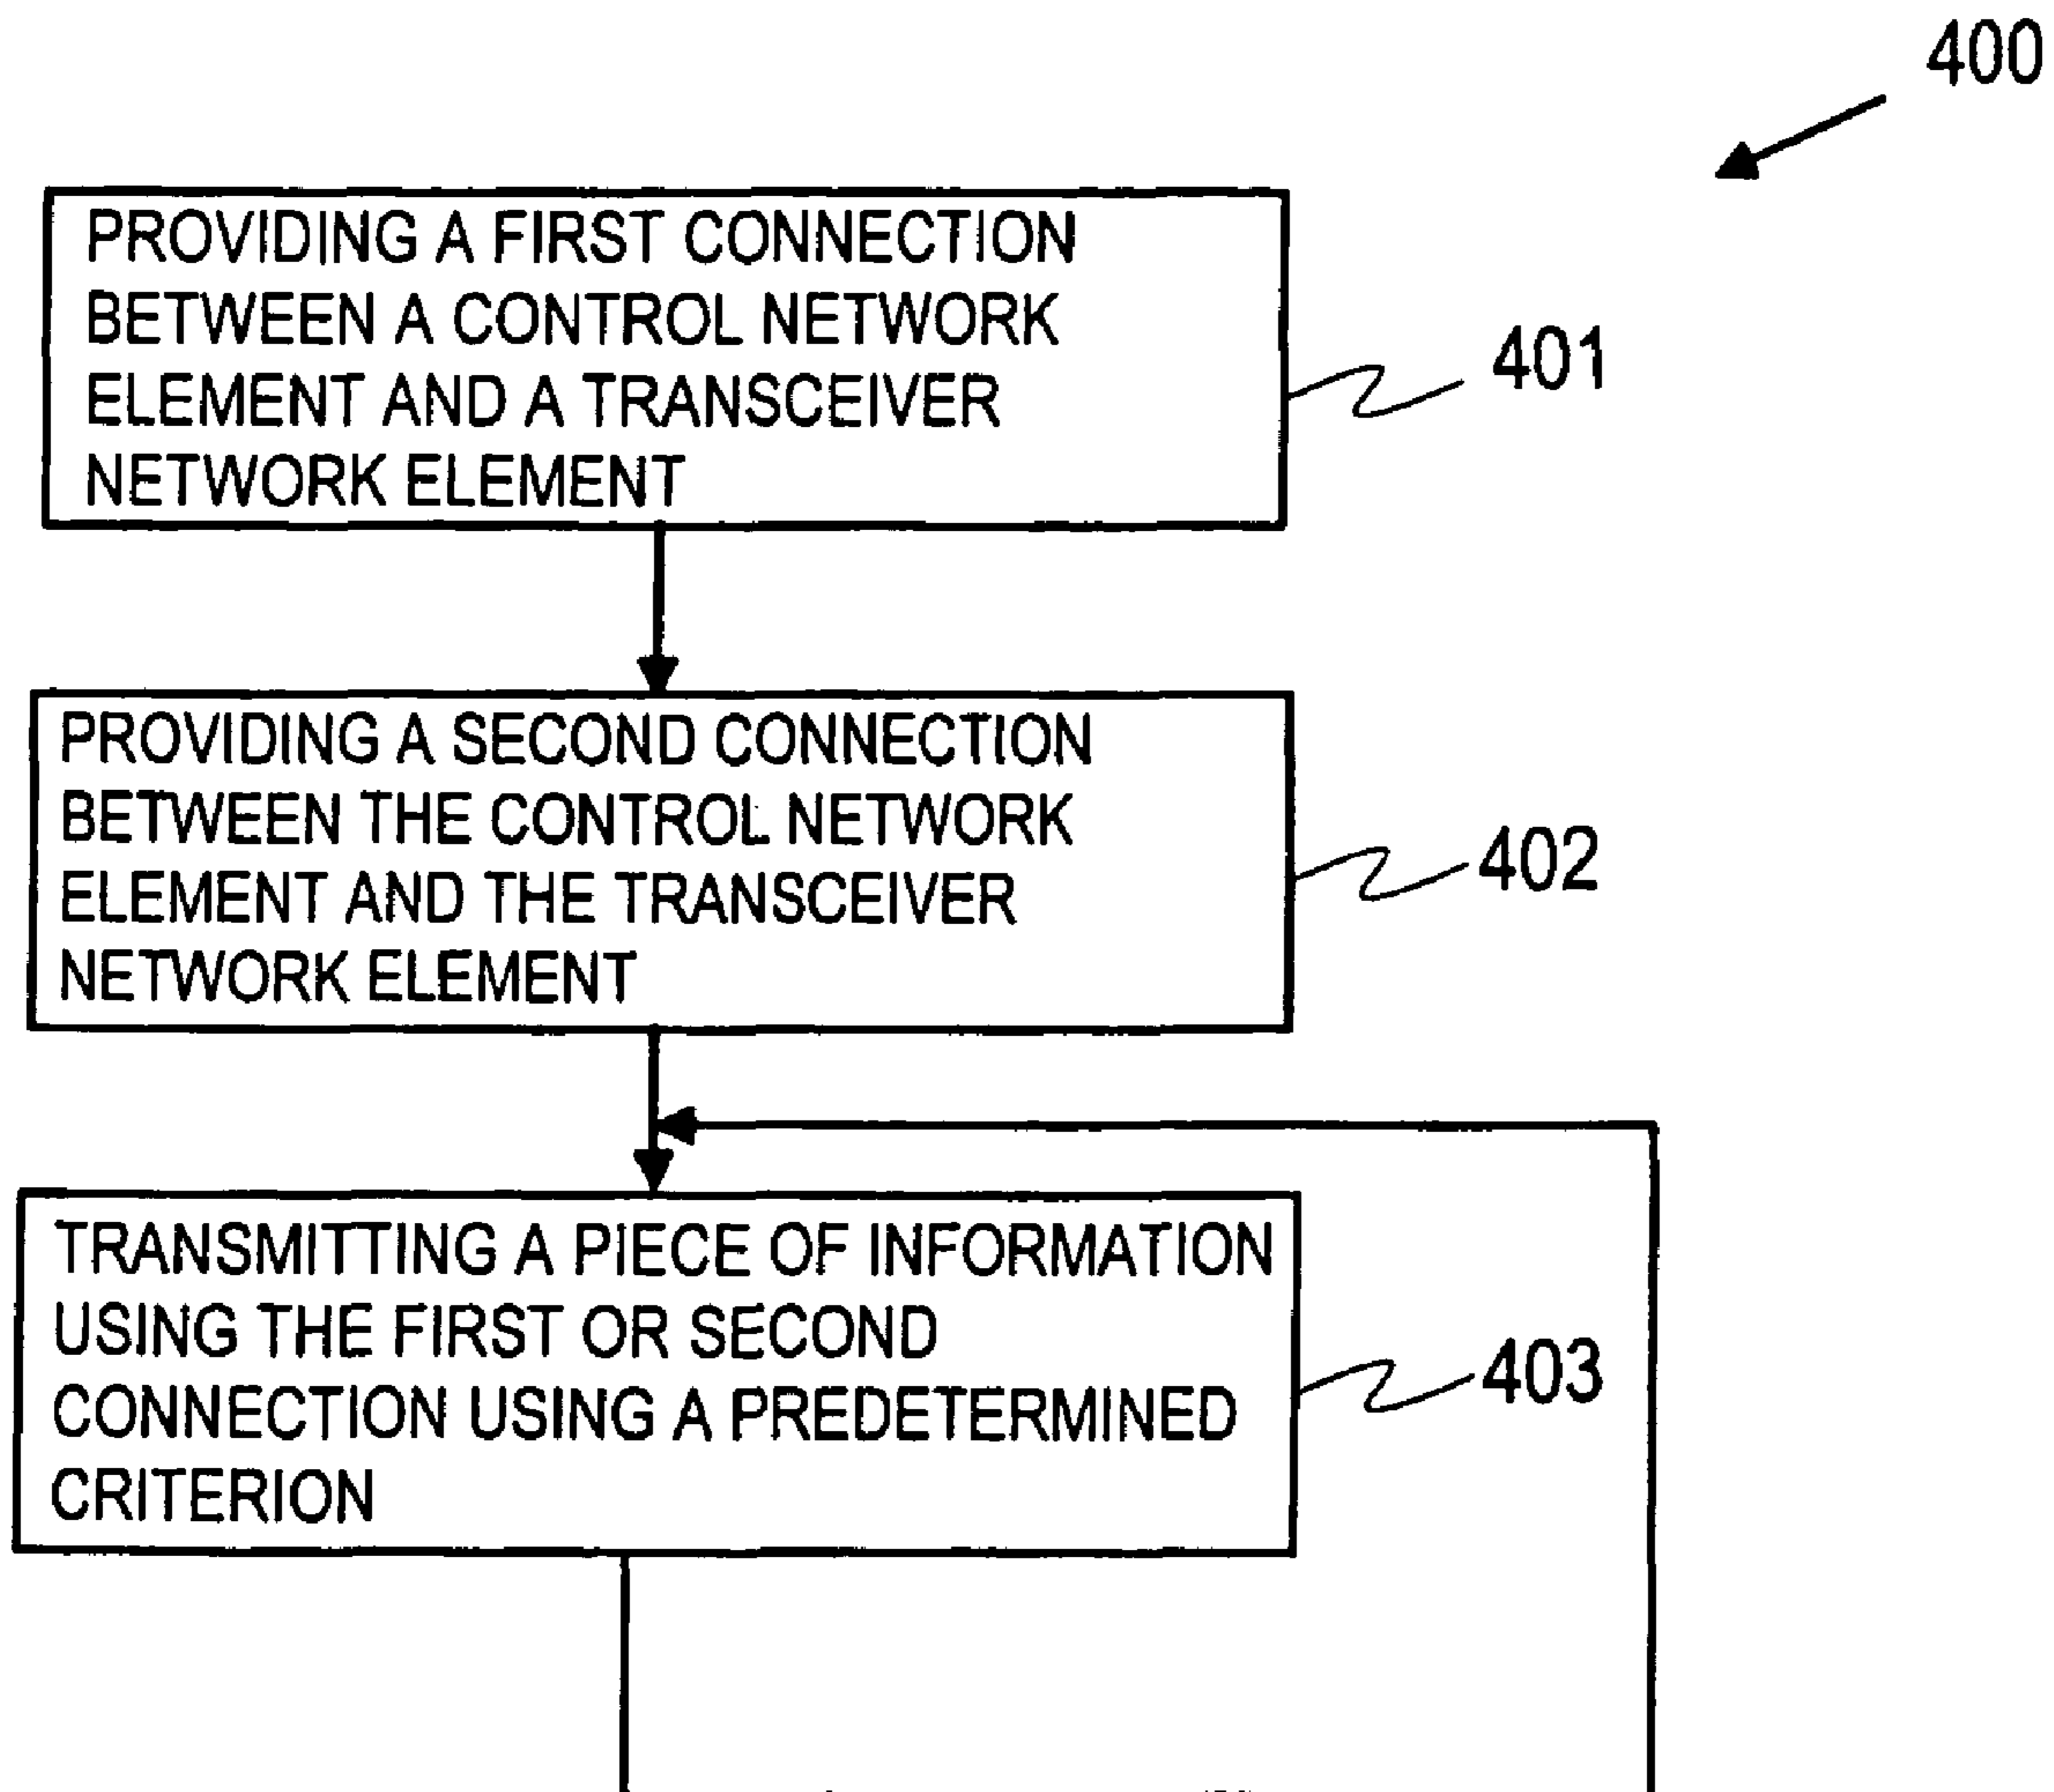 400
PROVIDING A FIRST CONNECTION
BETWEEN A CONTROL NETWORK
ELEMENT AND A TRANSCEIVER
NETWORK ELEMENT
401
PROVIDING A SECOND CONNECTION
BETWEEN THE CONTROL NETWORK
ELEMENT AND THE TRANSCEIVER
NETWORK ELEMENT
402
TRANSMITTING A PIECE OF INFORMATION
USING THE FIRST OR SECOND
CONNECTION USING A PREDETERMINED
CRITERION
403